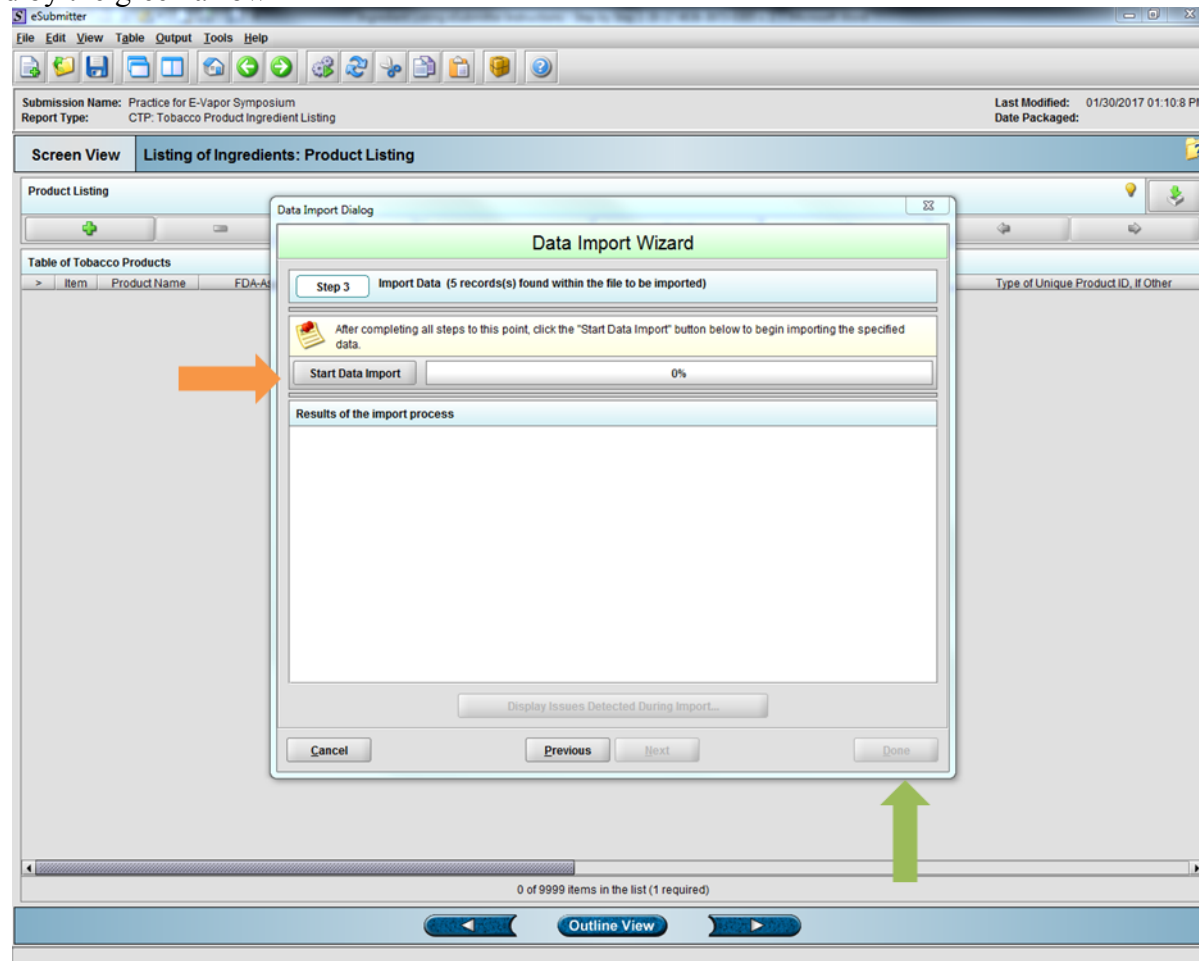 eSubmitter
File Edit View Table Output Tools Help
Submission Name: Practice for E-Vapor Symposium
Last Modified: 01/30/2017 01:10:8 PM
Report Type: CTP: Tobacco Product Ingredient Listing
Date Packaged:
Screen View Listing of Ingredients: Product Listing
Product Listing
Data Import Dialog
Data Import Wizard
Table of Tobacco Products
> Item Product Name Type of Unique Product ID, If Other
Step 3 Import Data (5 records(s) found within the file to be imported)
After completing all steps to this point, click the "Start Data Import" button below to begin importing the specified
data.
Start Data Import 0%
Results of the import process
Display Issues Detected During Import...
Cancel Previous Next Done
0 of 9999 items in the list (1 required)
Outline View